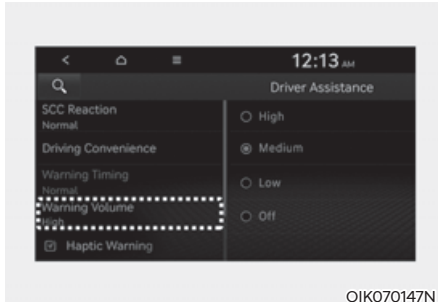 12:13 AM
Driver Assistance
SCC Reaction
Normal
Driving Convenience
Warning Timing
Normal
Warning Volume
High
Haptic Warning
High
Medium
Low
Off
OIK070147N